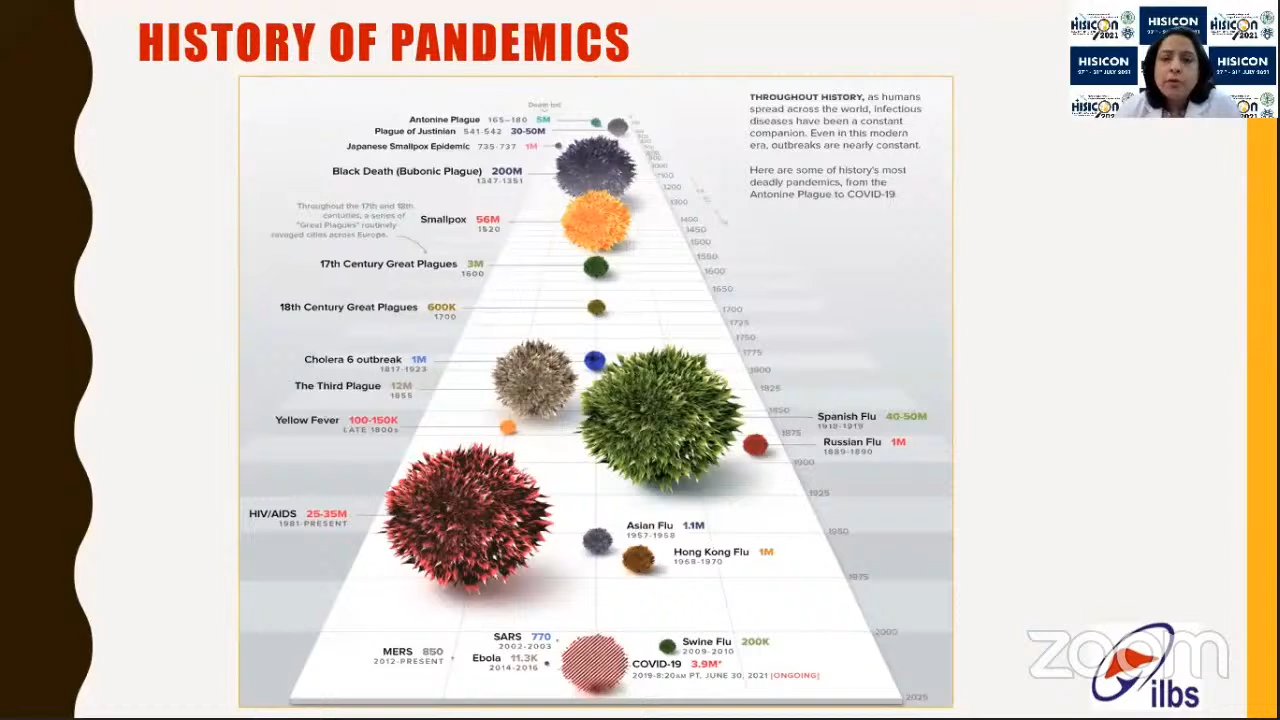 HISTORY OF PANDEMICS
HISICON
2021
HISICON
2021
HISICON
HISICON
27th - 31st JULY 2021
HISICON
Death toll
Antonine Plague 165-180 5M
Plague of Justinian 541-542 30-50M
Japanese Smallpox Epidemic 735-737 1M
Black Death (Bubonic Plague) 200M
1347-1351
Throughout the 17th and 18th
centuries, a series of
"Great Plagues" routinely
ravaged cities across Europe.
Smallpox 56M
1520
17th Century Great Plagues 3M
1600
18th Century Great Plagues 600K
1700
Cholera 6 outbreak 1M
1817-1923
The Third Plague 12M
1855
Yellow Fever 100-150K
LATE 1800s
HIV/AIDS 25-35M
1981-PRESENT
SARS 770
2002-2003
MERS 850
2012-PRESENT
Ebola 11.3K
2014-2016
THROUGHOUT HISTORY, as humans
spread across the world, infectious
diseases have been a constant
companion. Even in this modern
era, outbreaks are nearly constant.
Here are some of history's most
deadly pandemics, from the
Antonine Plague to COVID-19.
Spanish Flu 40-50M
1918-1919
Russian Flu 1M
1889-1890
Asian Flu 1.1M
1957-1958
Hong Kong Flu 1M
1968-1970
Swine Flu 200K
2009-2010
COVID-19 3.9M*
2019-8:20AM PT, JUNE 30, 2021 [ONGOING]
1200
1300
1400
1450
1500
1550
1600
1650
1700
1725
1750
1775
1800
1825
1850
1875
1900
1925
1950
1975
2000
2025
zoom
ilbs